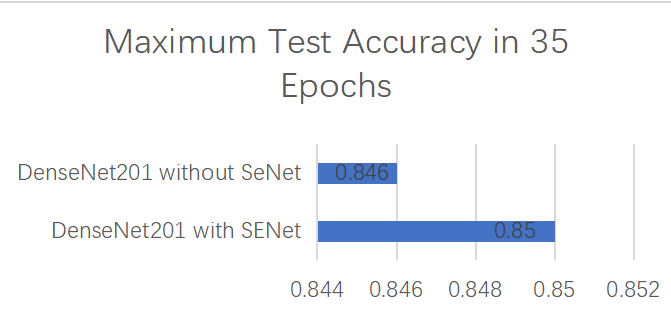 Maximum Test Accuracy in 35
Epochs
DenseNet201 without SeNet 0.846
DenseNet201 with SENet 0.85
0.844 0.846 0.848 0.85 0.852